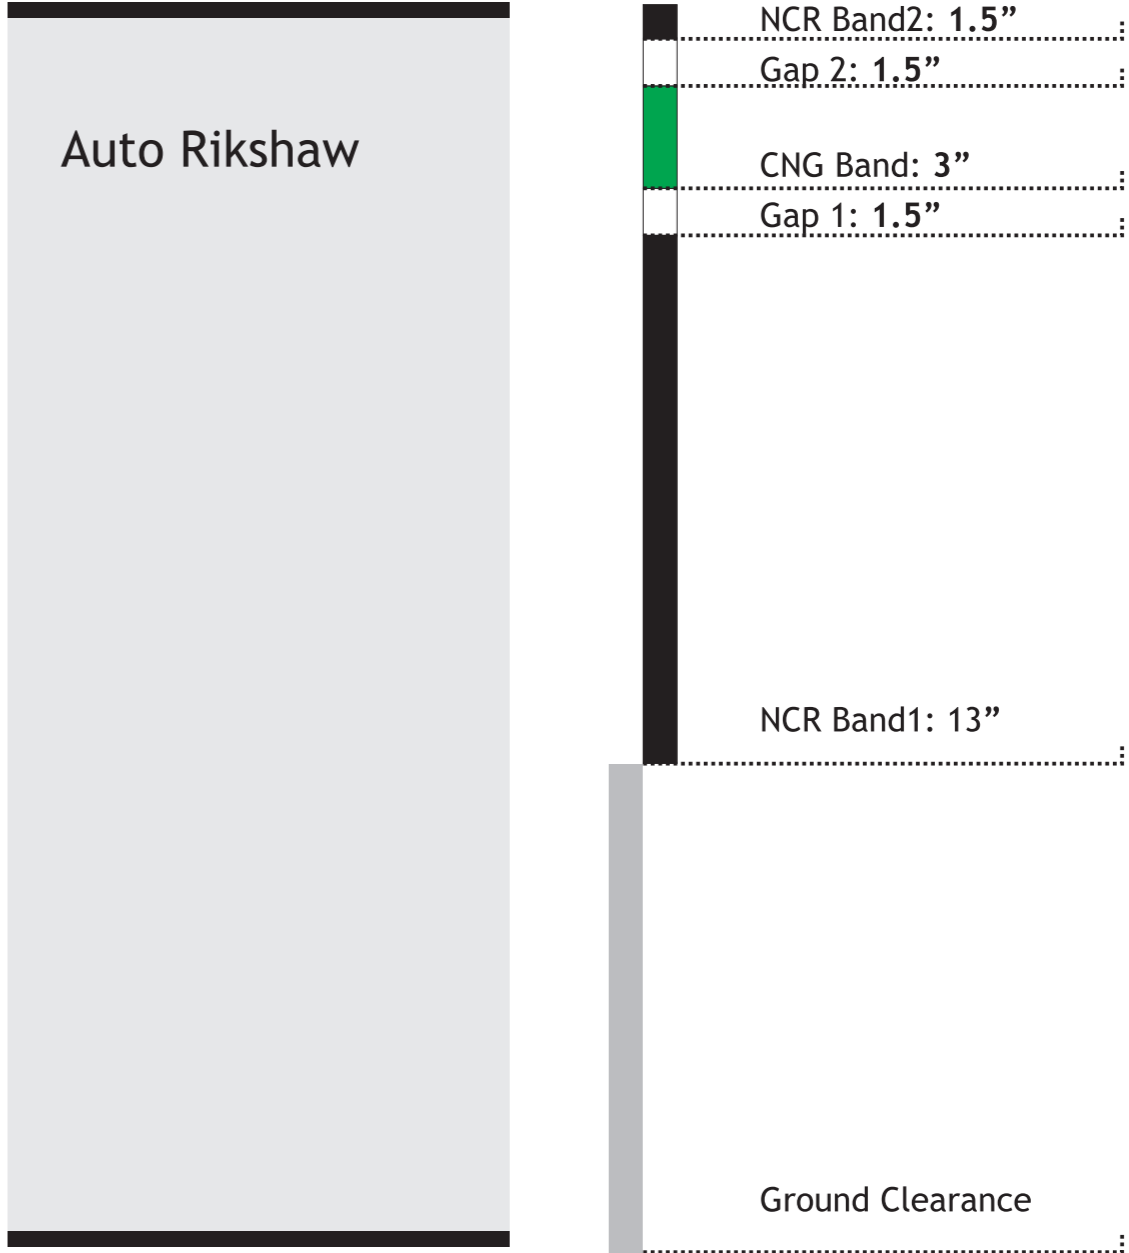 Auto Rikshaw
NCR Band2: 1.5”
Gap 2: 1.5”
CNG Band: 3”
Gap 1: 1.5”
NCR Band1: 13”
Ground Clearance